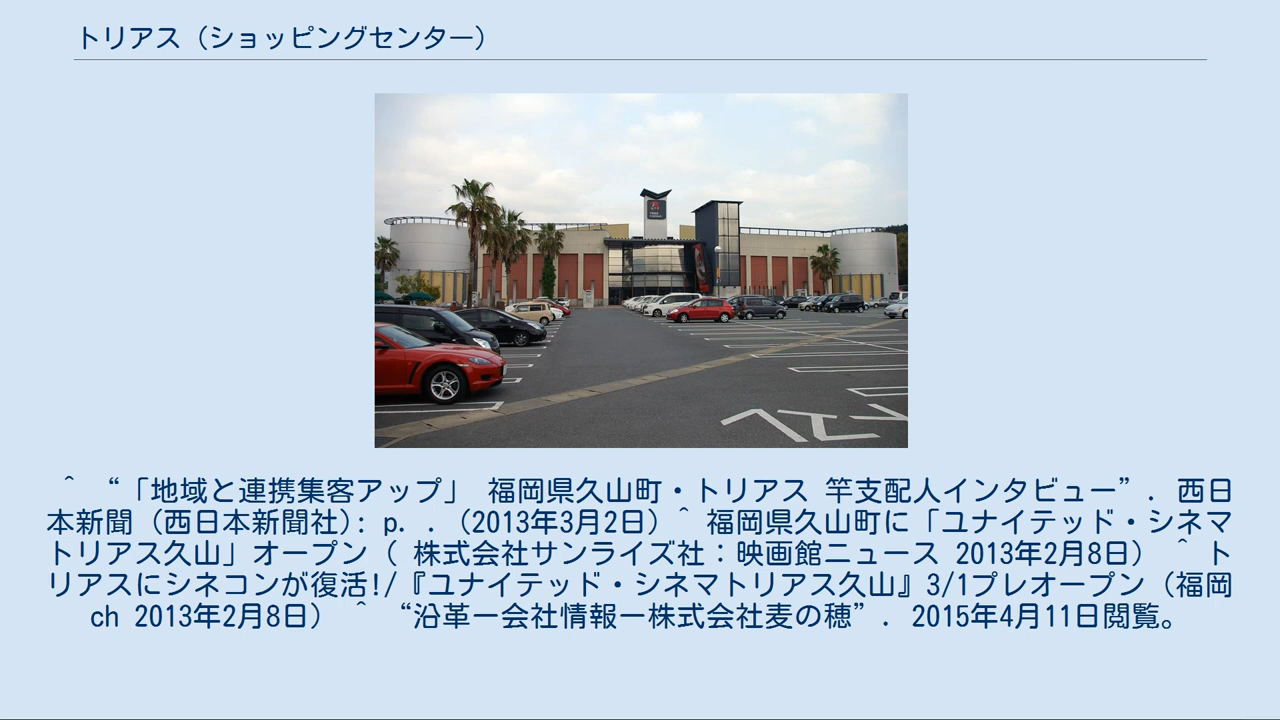 トリアス（ショッピングセンター）
^ “「地域と連携集客アップ」 福岡県久山町・トリアス 竿支配人インタビュー”. 西日
本新聞 (西日本新聞社): p. . (2013年3月2日) ^ 福岡県久山町に「ユナイテッド・シネマ
トリアス久山」オープン（ 株式会社サンライズ社：映画館ニュース 2013年2月8日） ^ ト
リアスにシネコンが復活!/『ユナイテッド・シネマトリアス久山』3/1プレオープン（福岡
ch 2013年2月8日） ^ “沿革ー会社情報ー株式会社麦の穂”. 2015年4月11日閲覧。